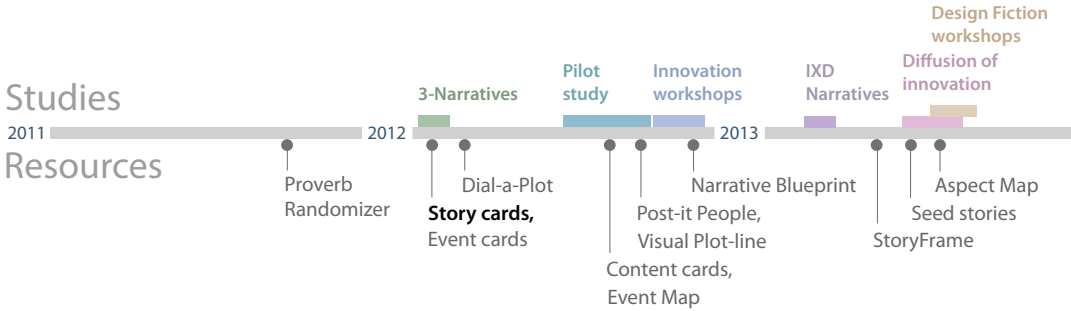 Design Fiction
workshops
Diffusion of
innovation
Pilot
study
Innovation
workshops
IXD
Narratives
3-Narratives
Studies
2011
2012
2013
Resources
Proverb
Randomizer
Dial-a-Plot
Story cards,
Event cards
Narrative Blueprint
Post-it People,
Visual Plot-line
Content cards,
Event Map
Aspect Map
Seed stories
StoryFrame